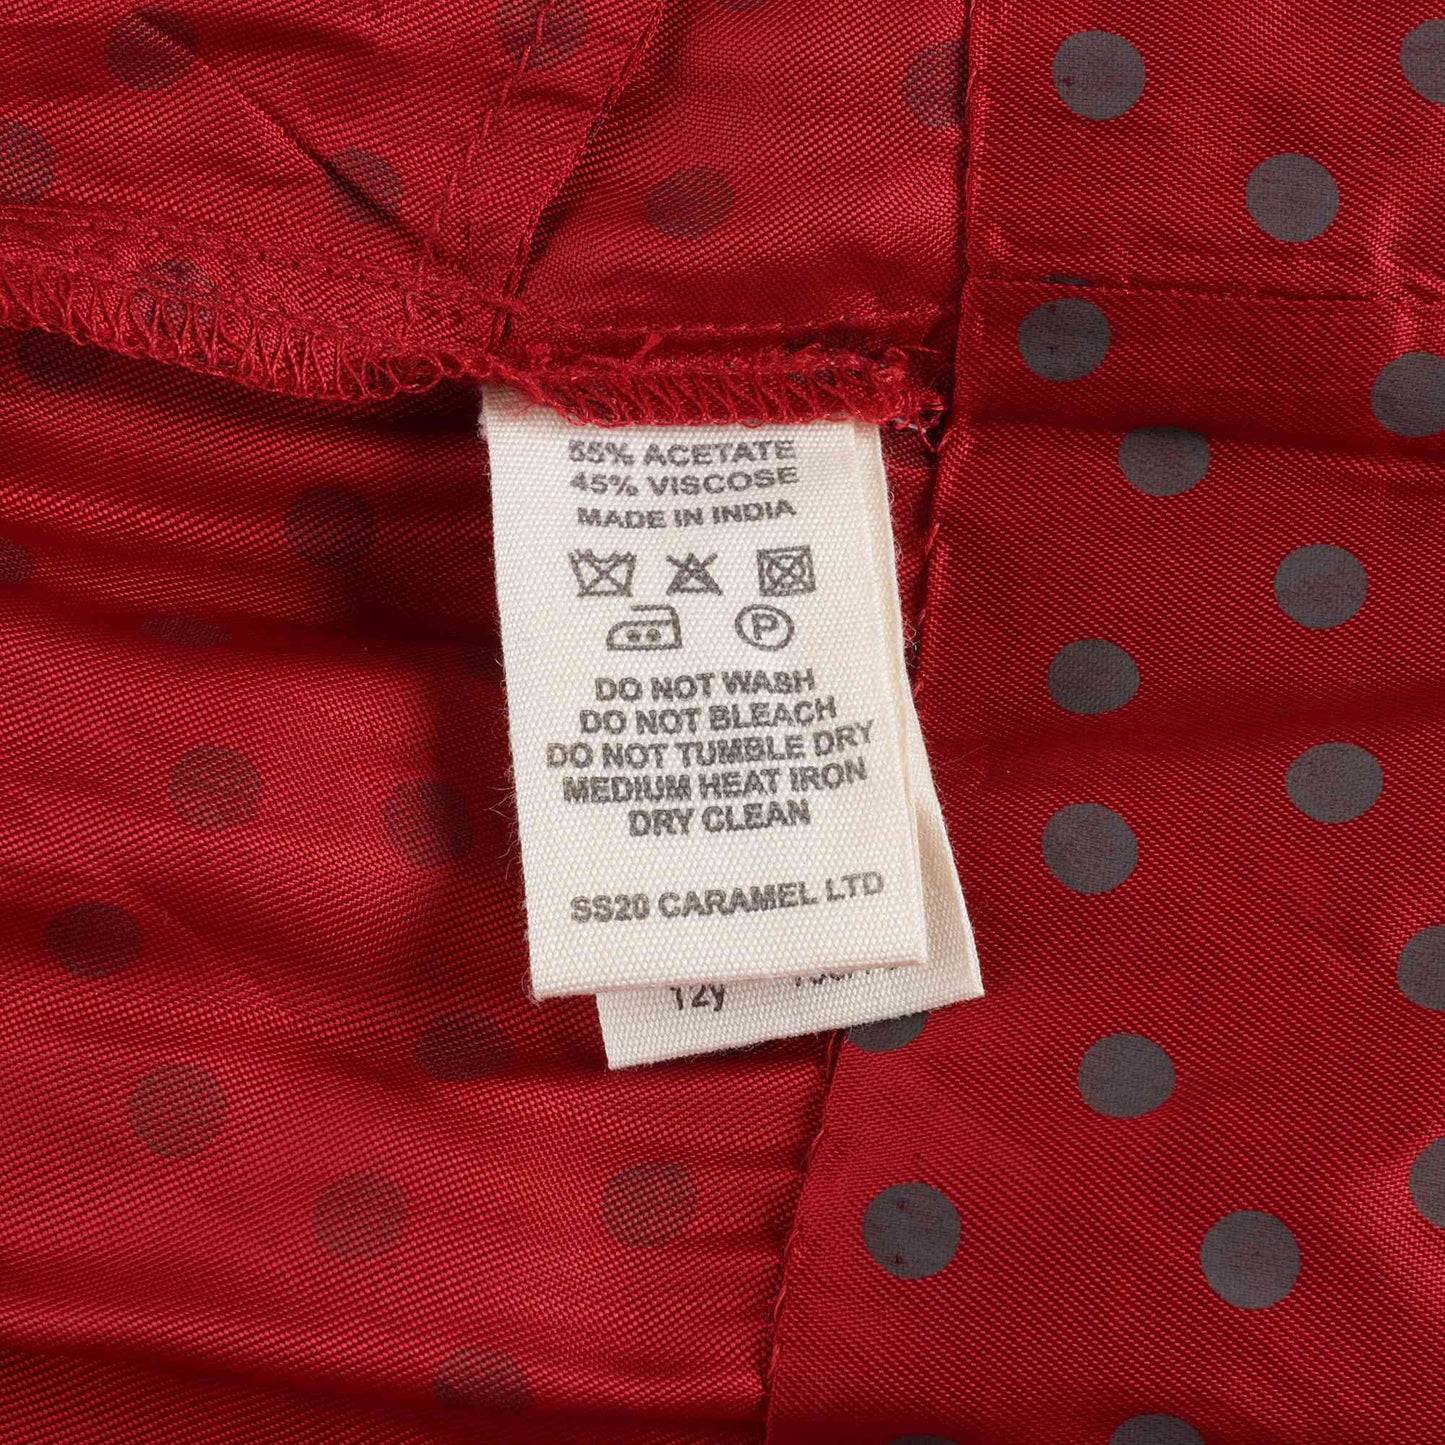 55% ACETATE
45% VISCOSE
MADE IN INDIA
P
DO NOT WASH
DO NOT BLEACH
DO NOT TUMBLE DRY
MEDIUM HEAT IRON
DRY CLEAN
SS20 CARAMEL LTD
12y